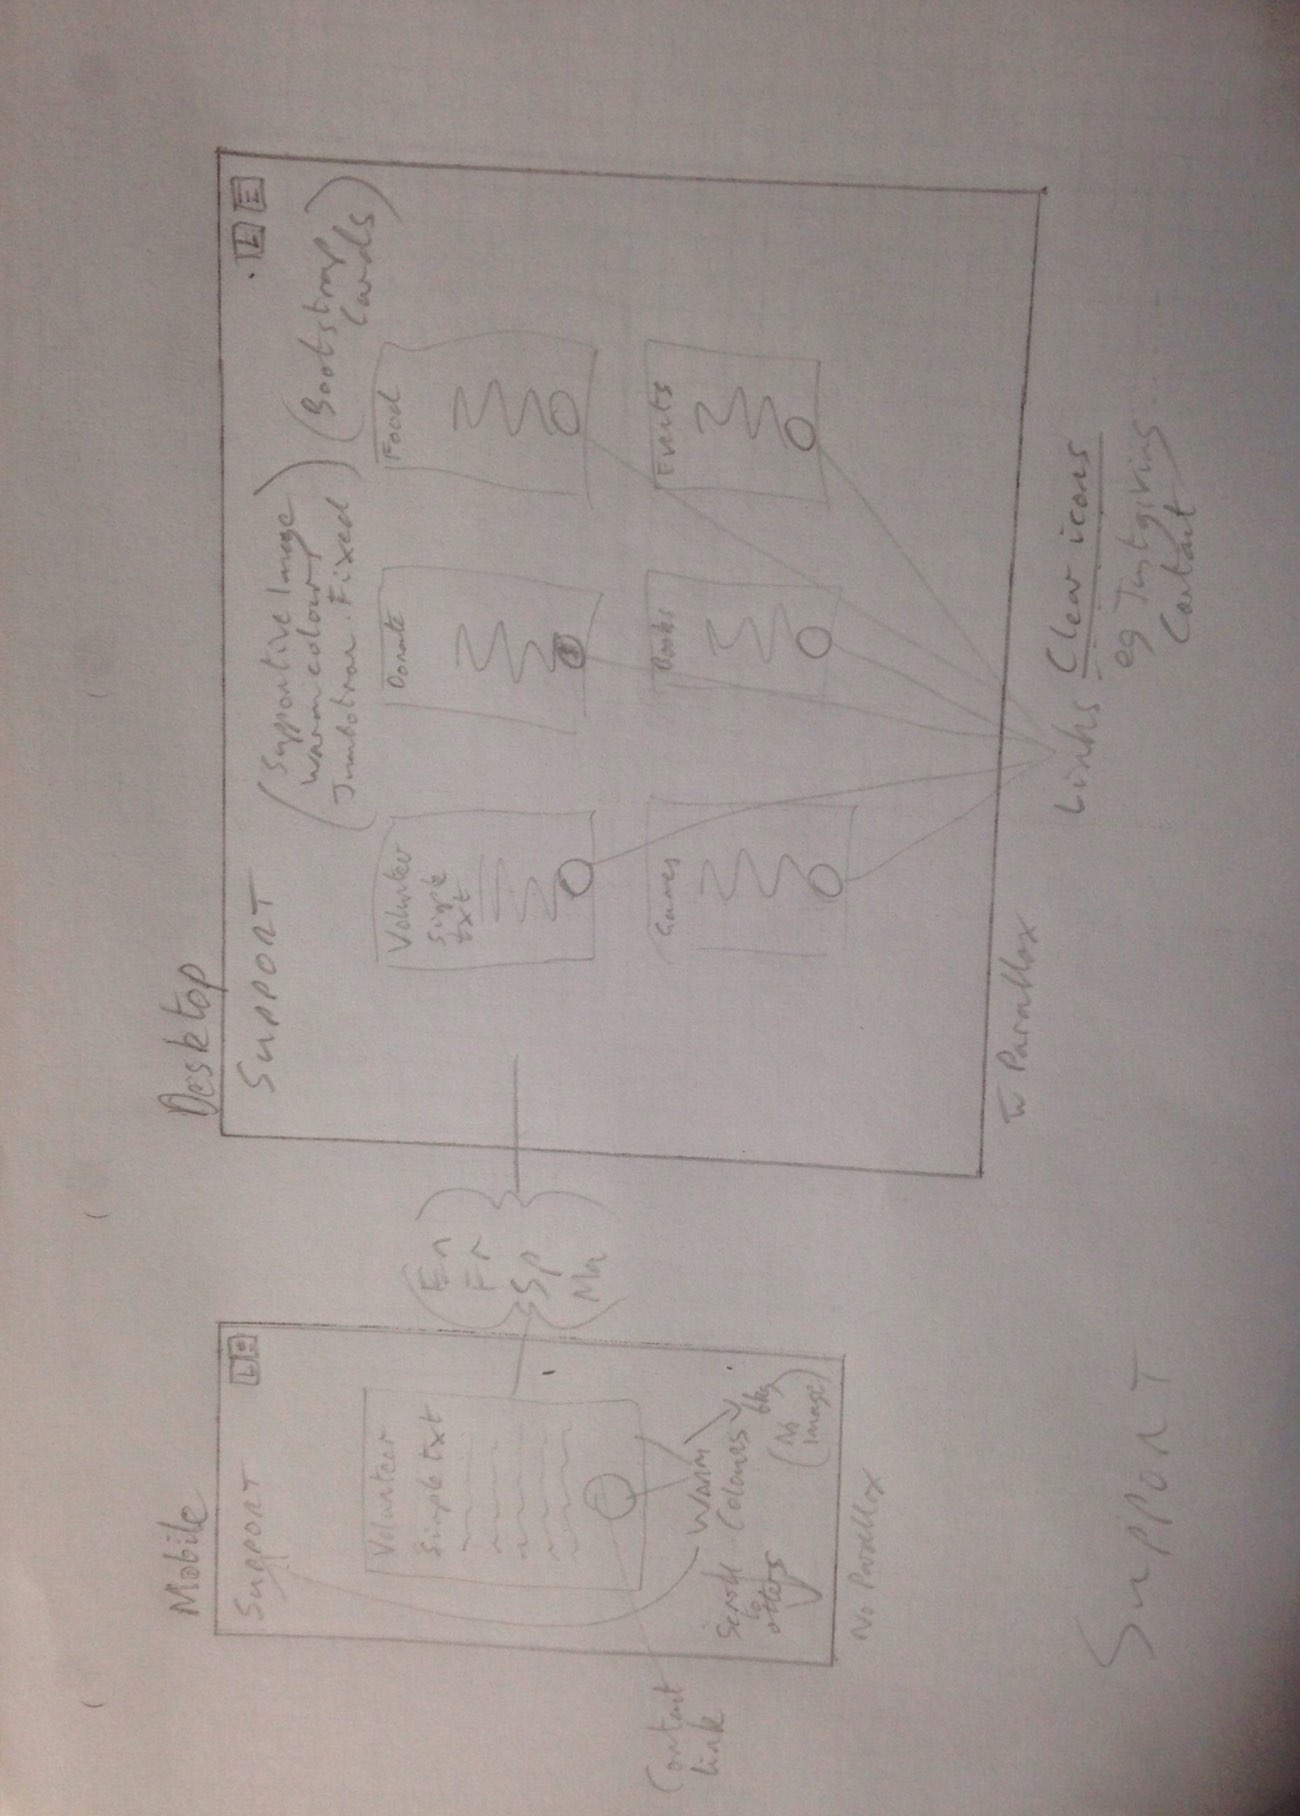 Mobile
SUPPORT
L
Volunteer
Simple txt
Warm
Colours
bkg
(No
Image)
Scroll
to
others
No Parallax
Contact
link
(En
Fr
Sp
Ma)
Desktop
SUPPORT
(Supportive Image)
Warm colours
(Jumbotron. Fixed)
(Bootstrap
Cards)
L
Volunteer
Simple
txt
Donate
Food
Games
Books
Events
Parallax
Links Clear icons
eg Justgiving
Contact
SUPPORT